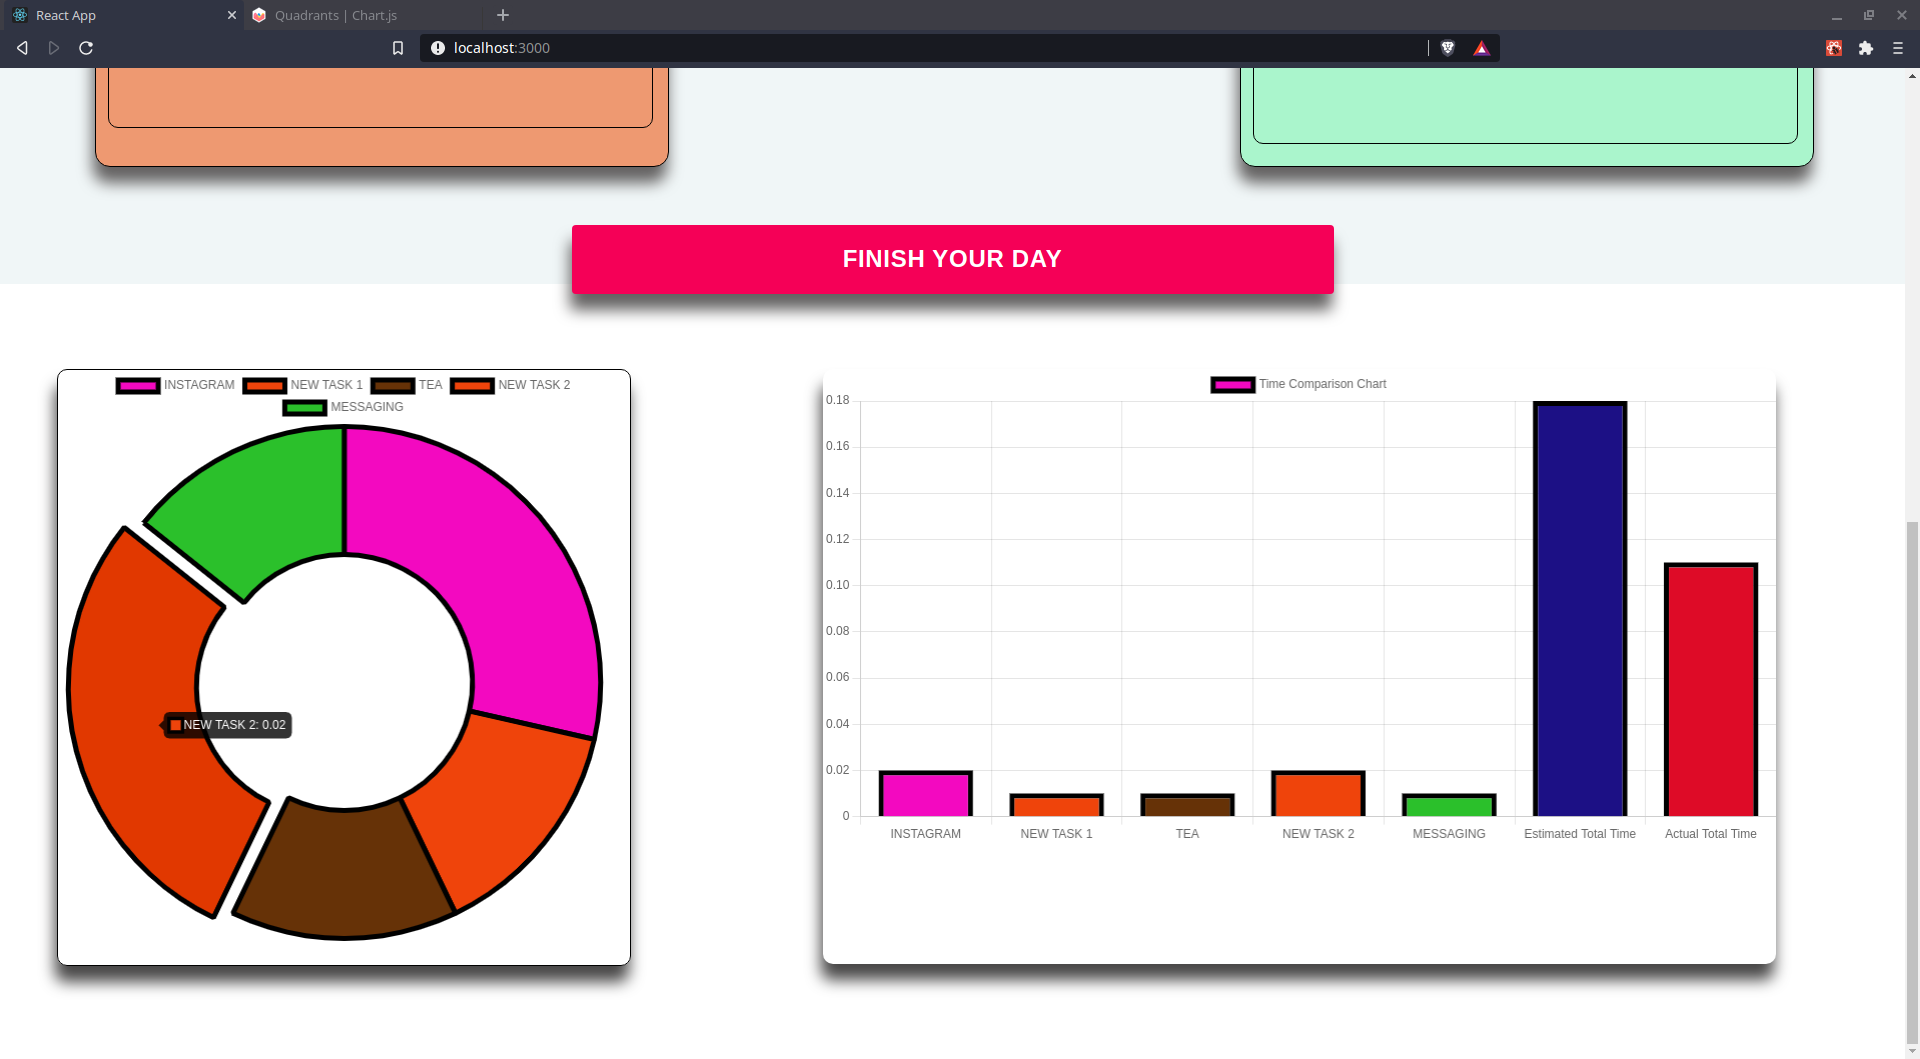 React App
Quadrants | Chart.js
localhost:3000
FINISH YOUR DAY
INSTAGRAM NEW TASK 1 TEA NEW TASK 2
MESSAGING
NEW TASK 2: 0.02
Time Comparison Chart
0.18
0.16
0.14
0.12
0.10
0.08
0.06
0.04
0.02
0
INSTAGRAM NEW TASK 1 TEA NEW TASK 2 MESSAGING Estimated Total Time Actual Total Time